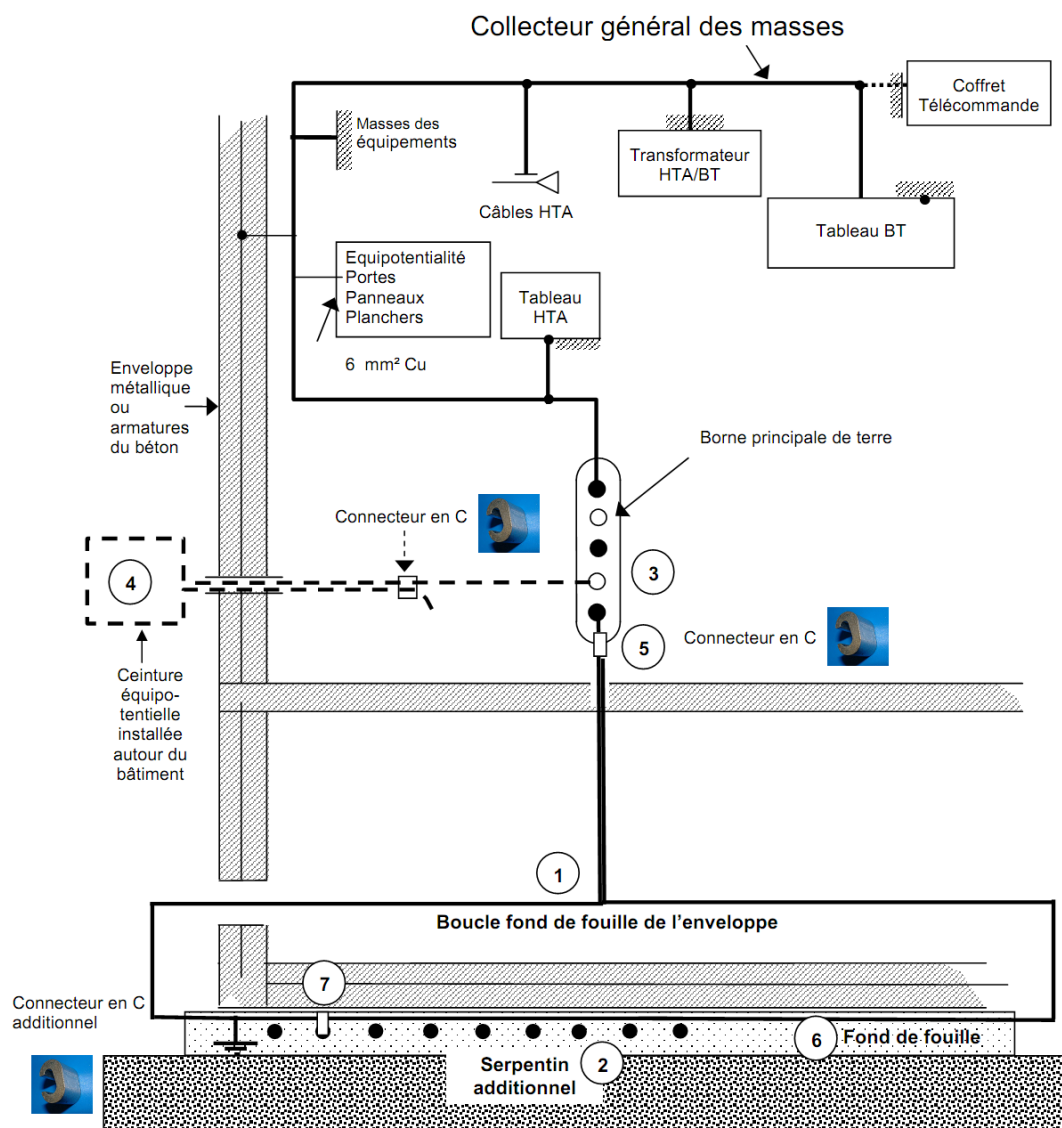 Collecteur général des masses
Coffret
Télécommande
Masses des
équipements
Transformateur
HTA/BT
Câbles HTA
Tableau BT
Equipotentialité
Portes
Panneaux
Planchers
Tableau
HTA
6 mm² Cu
Enveloppe
métallique
ou
armatures
du béton
Borne principale de terre
Connecteur en C
3
4
5
Connecteur en C
Ceinture
équipo-
tentielle
installée
autour du
bâtiment
1
Boucle fond de fouille de l'enveloppe
7
Connecteur en C
additionnel
6
Fond de fouille
Serpentin
additionnel
2